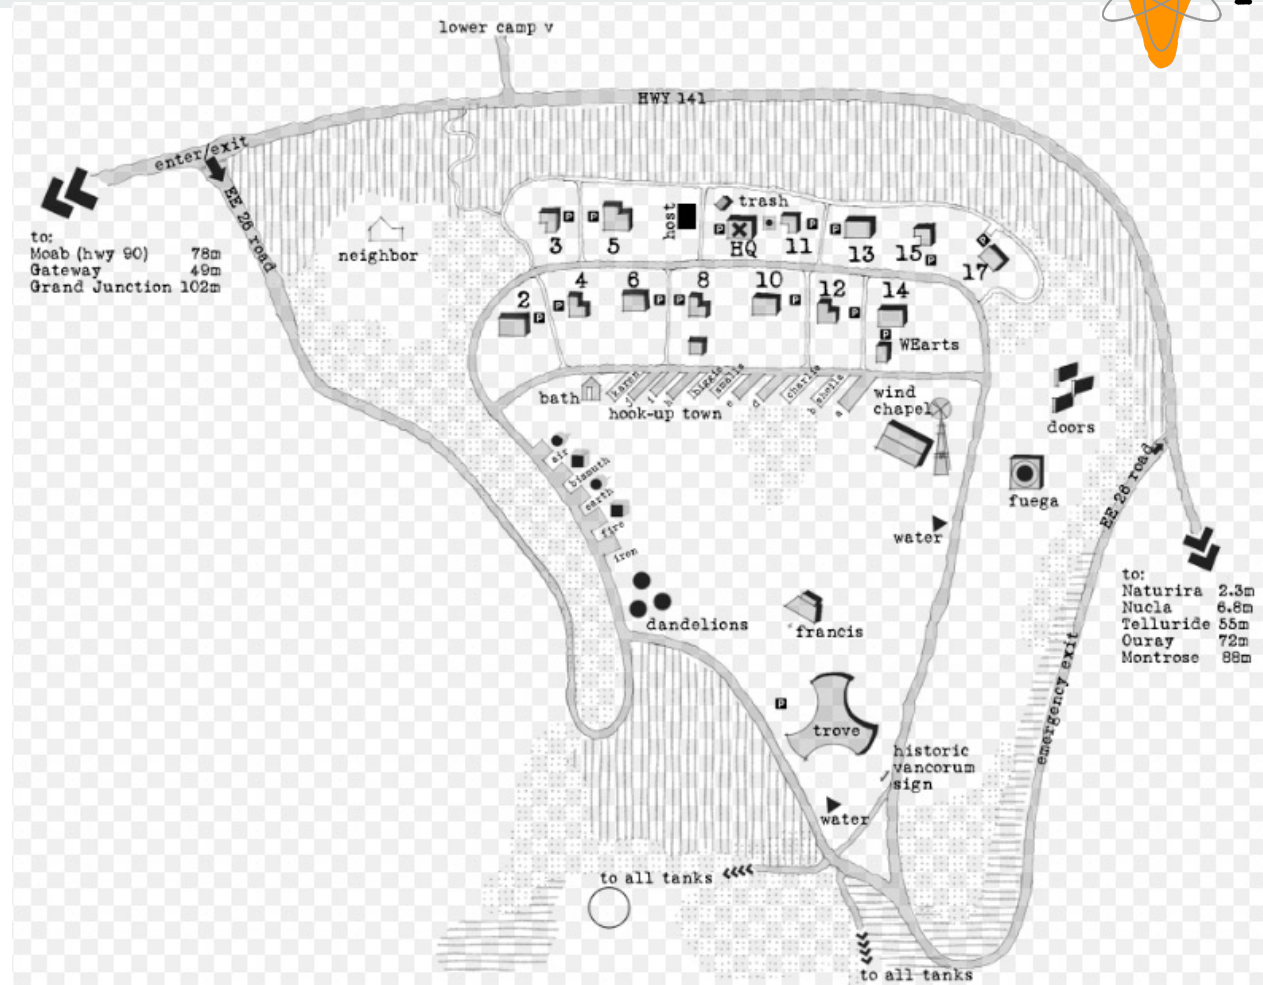 lower camp v
HWY 141
enter/exit
EE 26 road
to:
Moab (hwy 90) 78m
Gateway 49m
Grand Junction 102m
neighbor
host
trash
P
P
P
P
P
P
HQ
3
5
11
13
15
17
P
P
2
4
6
8
10
12
14
P
P
P
P
P
P
P
WEarts
bath
karen
j
i
h
biggie
smalls
e
d
charlie
b
sheila
a
hook-up town
wind
chapel
doors
air
bismuth
earth
fire
iron
fuega
EE 26 road
water
to:
Naturira 2.3m
Nucla 6.8m
Telluride 55m
Ouray 72m
Montrose 88m
dandelions
francis
emergency exit
P
trove
historic
vancorum
sign
water
to all tanks
to all tanks